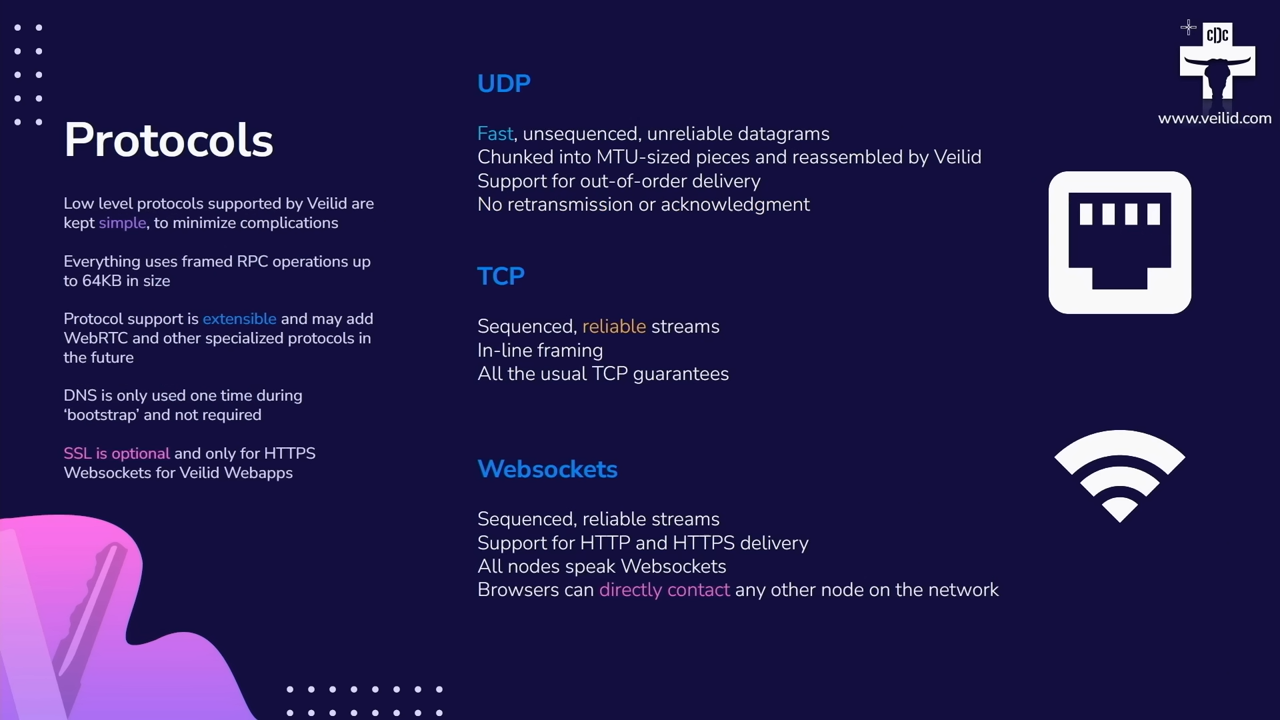 CDC
www.veilid.com
Protocols
Low level protocols supported by Veilid are
kept simple, to minimize complications
Everything uses framed RPC operations up
to 64KB in size
Protocol support is extensible and may add
WebRTC and other specialized protocols in
the future
DNS is only used one time during
‘bootstrap’ and not required
SSL is optional and only for HTTPS
Websockets for Veilid Webapps
UDP
Fast, unsequenced, unreliable datagrams
Chunked into MTU-sized pieces and reassembled by Veilid
Support for out-of-order delivery
No retransmission or acknowledgment
TCP
Sequenced, reliable streams
In-line framing
All the usual TCP guarantees
Websockets
Sequenced, reliable streams
Support for HTTP and HTTPS delivery
All nodes speak Websockets
Browsers can directly contact any other node on the network